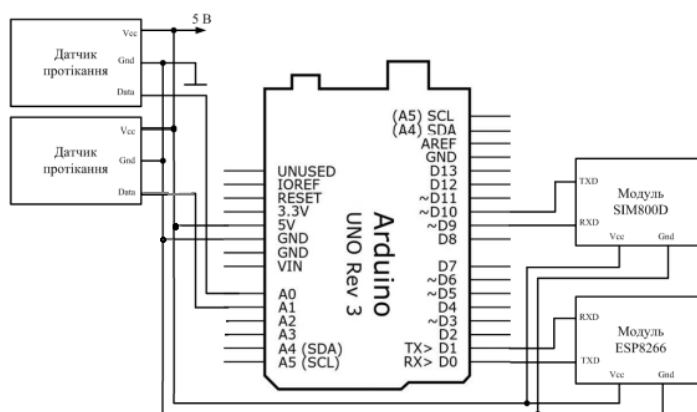 5 В
Vcc
Датчик
протікання
Gnd
Data
Vcc
Датчик
протікання
Gnd
Data
UNUSED
IOREF
RESET
3.3V
5V
GND
GND
VIN
A0
A1
A2
A3
A4 (SDA)
A5 (SCL)
Arduino
UNO Rev 3
(A5) SCL
(A4) SDA
AREF
GND
D13
D12
~D11
~D10
~D9
D8
D7
~D6
~D5
D4
~D3
D2
TX> D1
RX> D0
TXD
Модуль
SIM800D
RXD
Vcc
Gnd
RXD
Модуль
ESP8266
TXD
Vcc
Gnd